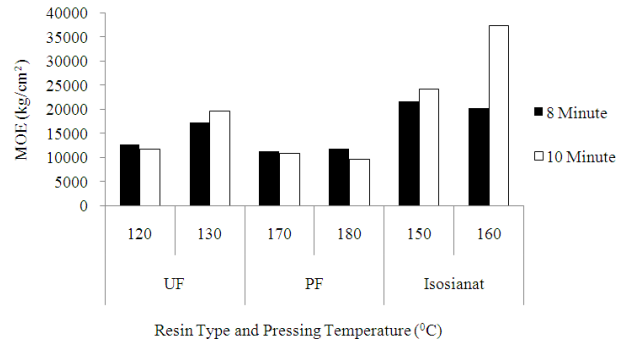 MOE (kg/cm²)
40000
35000
30000
25000
20000
15000
10000
5000
0
8 Minute
10 Minute
120 130 170 180 150 160
UF PF Isosianat
Resin Type and Pressing Temperature (⁰C)